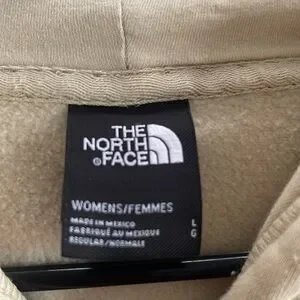 THE
NORTH
®FACE
WOMENS/FEMMES
MADE IN MEXICO
FABRIQUÉ AU MEXIQUE
REGULAR/NORMALE
L
G